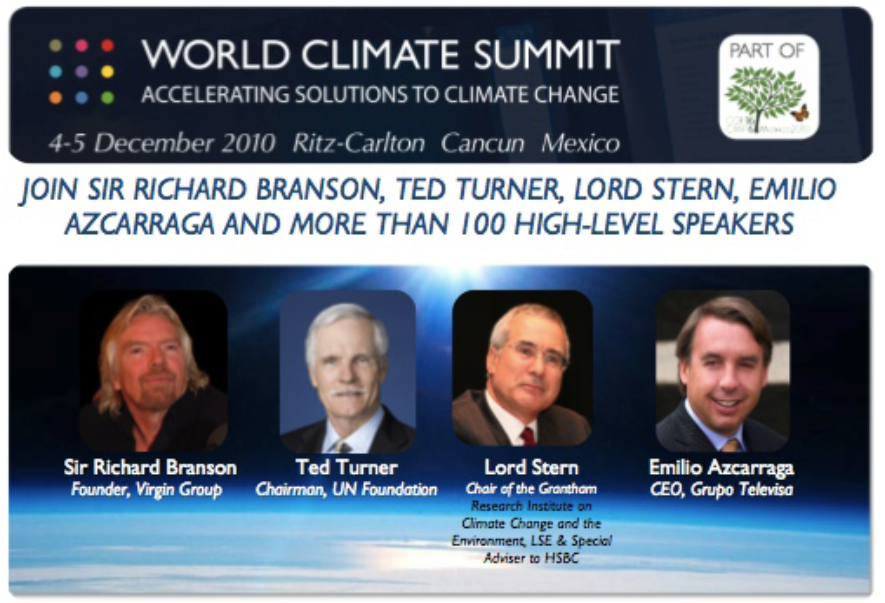 WORLD CLIMATE SUMMIT
ACCELERATING SOLUTIONS TO CLIMATE CHANGE
4-5 December 2010 Ritz-Carlton Cancun Mexico
PART OF
JOIN SIR RICHARD BRANSON, TED TURNER, LORD STERN, EMILIO
AZCARRAGA AND MORE THAN 100 HIGH-LEVEL SPEAKERS
Sir Richard Branson
Founder, Virgin Group
Ted Turner
Chairman, UN Foundation
Lord Stern
Chair of the Grantham
Research Institute on
Climate Change and the
Environment, LSE & Special
Adviser to HSBC
Emilio Azcarraga
CEO, Grupo Televisa